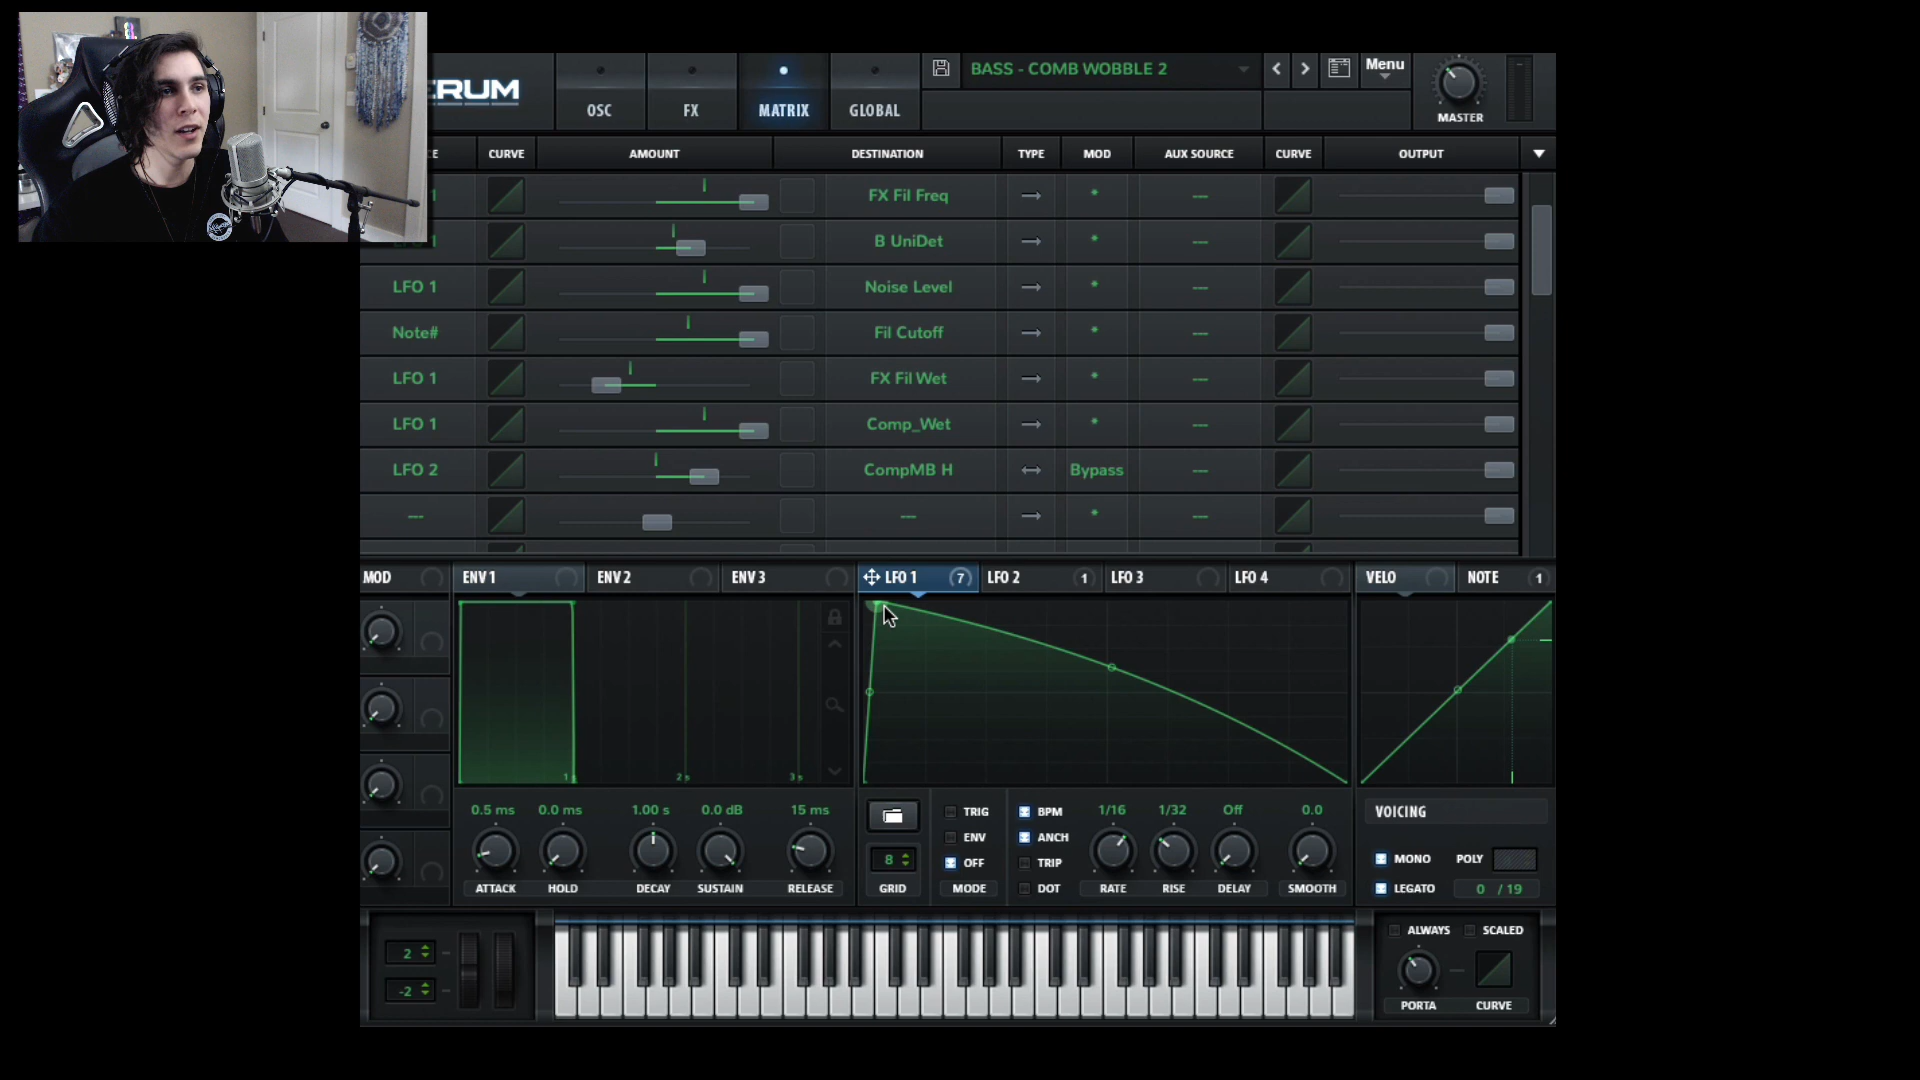 ERUM
OSC
FX
MATRIX
GLOBAL
BASS - COMB WOBBLE 2
Menu
MASTER
CURVE AMOUNT DESTINATION TYPE MOD AUX SOURCE CURVE OUTPUT
1 FX Fil Freq * ---
B UniDet * ---
LFO 1 Noise Level * ---
Note# Fil Cutoff * ---
LFO 1 FX Fil Wet * ---
LFO 1 Comp_Wet * ---
LFO 2 CompMB H Bypass ---
--- --- * ---
MOD ENV 1 ENV 2 ENV 3 LFO 1 7 LFO 2 1 LFO 3 LFO 4 VELO NOTE 1
1 s 2 s 3 s
0.5 ms 0.0 ms 1.00 s 0.0 dB 15 ms
ATTACK HOLD DECAY SUSTAIN RELEASE
8
GRID
TRIG
ENV
OFF
MODE
BPM
ANCH
TRIP
DOT
1/16 1/32 Off 0.0
RATE RISE DELAY SMOOTH
VOICING
MONO POLY
LEGATO 0 / 19
2
-2
ALWAYS SCALED
PORTA CURVE